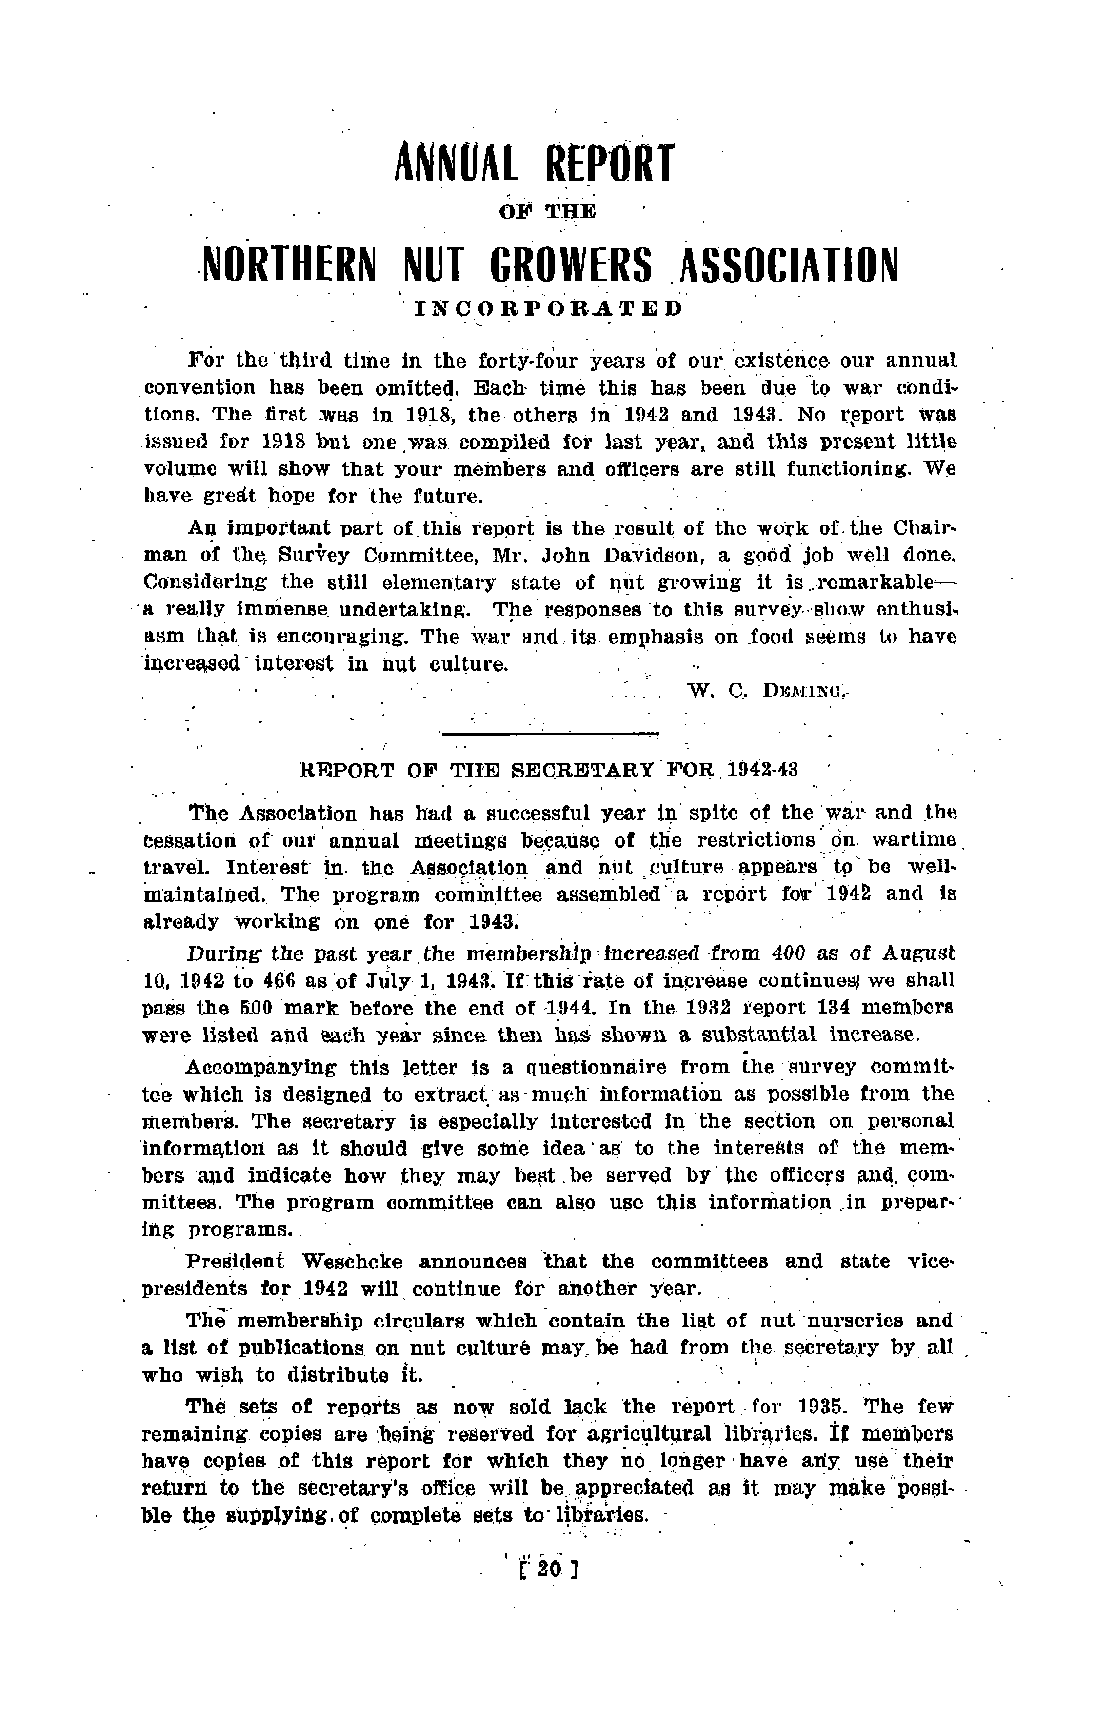 ANNUAL REPORT
OF THE
NORTHERN NUT GROWERS ASSOCIATION
INCORPORATED
For the third time in the forty-four years of our existence our annual
convention has been omitted. Each time this has been due to war condi-
tions. The first was in 1918, the others in 1942 and 1943. No report was
issued for 1918 but one was compiled for last year, and this present little
volume will show that your members and officers are still functioning. We
have great hope for the future.
An important part of this report is the result of the work of the Chair-
man of the Survey Committee, Mr. John Davidson, a good job well done.
Considering the still elementary state of nut growing it is remarkable—
a really immense undertaking. The responses to this survey show enthusi-
asm that is encouraging. The war and its emphasis on food seems to have
increased interest in nut culture.
W. C. DEMING.
REPORT OF THE SECRETARY FOR 1942-43
The Association has had a successful year in spite of the war and the
cessation of our annual meetings because of the restrictions on wartime
travel. Interest in the Association and nut culture appears to be well-
maintained. The program committee assembled a report for 1942 and is
already working on one for 1943.
During the past year the membership increased from 400 as of August
10, 1942 to 466 as of July 1, 1943. If this rate of increase continues we shall
pass the 500 mark before the end of 1944. In the 1932 report 134 members
were listed and each year since then has shown a substantial increase.
Accompanying this letter is a questionnaire from the survey commit-
tee which is designed to extract as much information as possible from the
members. The secretary is especially interested in the section on personal
information as it should give some idea as to the interests of the mem-
bers and indicate how they may best be served by the officers and com-
mittees. The program committee can also use this information in prepar-
ing programs.
President Weschcke announces that the committees and state vice-
presidents for 1942 will continue for another year.
The membership circulars which contain the list of nut nurseries and
a list of publications on nut culture may be had from the secretary by all
who wish to distribute it.
The sets of reports as now sold lack the report for 1935. The few
remaining copies are being reserved for agricultural libraries. If members
have copies of this report for which they no longer have any use their
return to the secretary's office will be appreciated as it may make possi-
ble the supplying of complete sets to libraries.
[ 20 ]